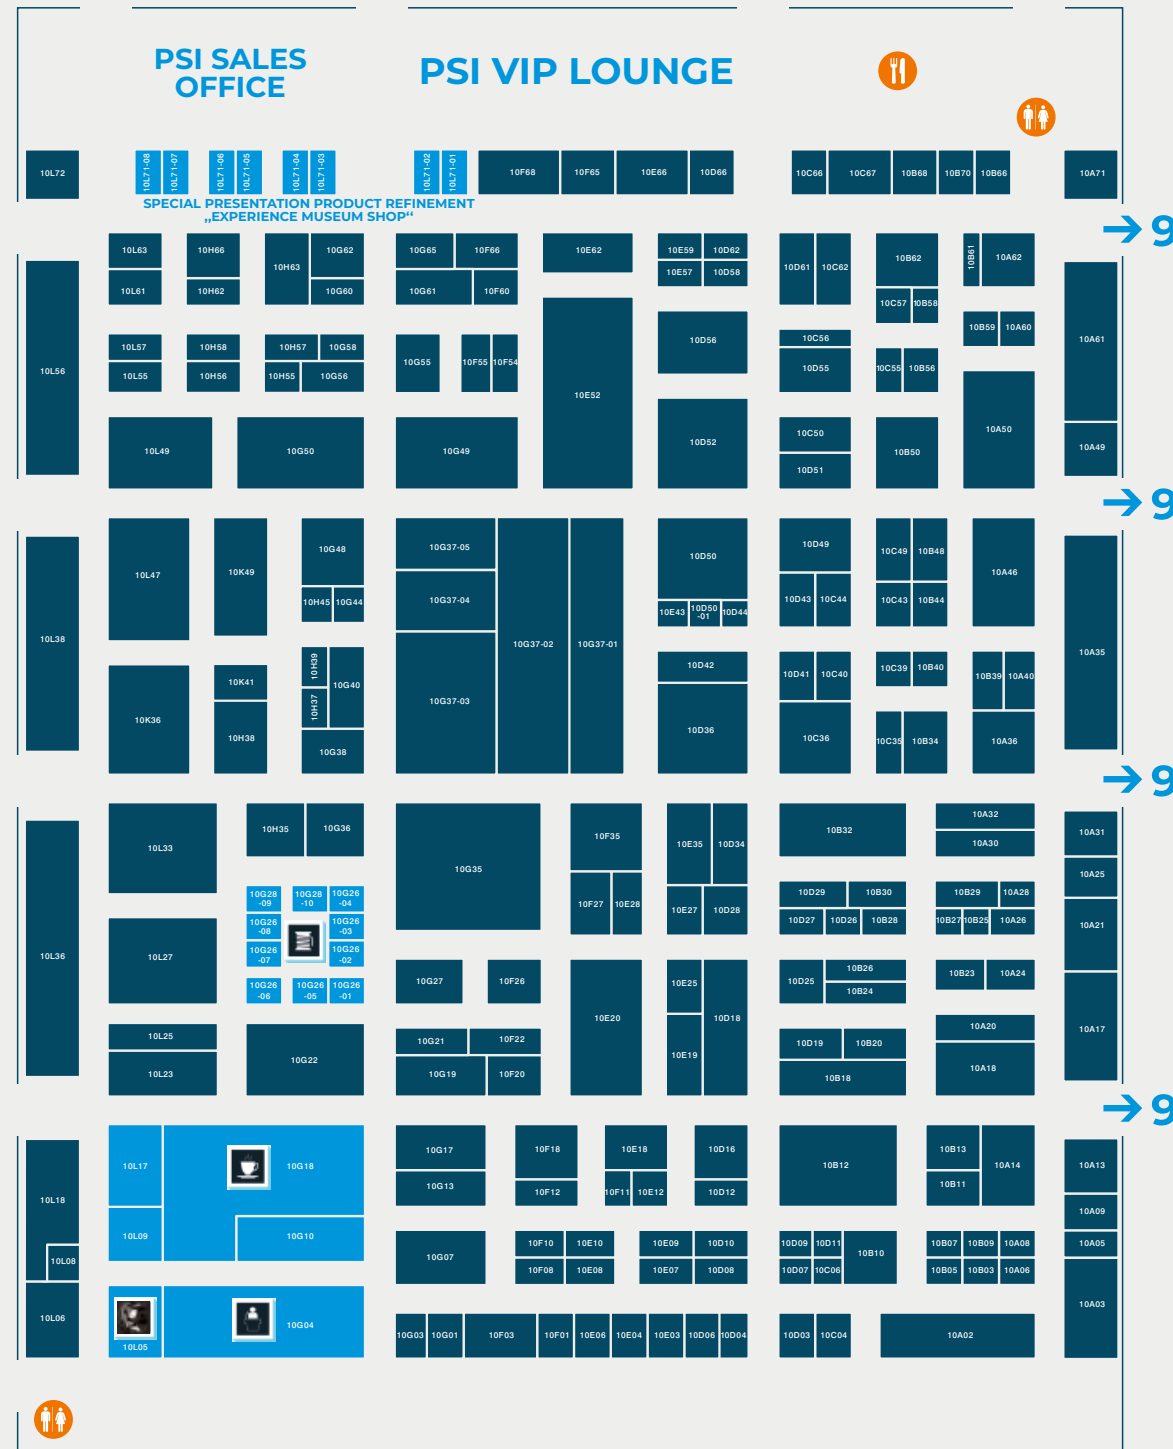 PSI SALES
OFFICE
PSI VIP LOUNGE
10L72
10L71-08
10L71-07
10L71-06
10L71-05
10L71-04
10L71-03
10L71-02
10L71-01
10F68
10F65
10E66
10D66
10C66
10C67
10B68
10B70
10B66
10A71
SPECIAL PRESENTATION PRODUCT REFINEMENT
„EXPERIENCE MUSEUM SHOP“
9
10L63
10H66
10H63
10G62
10G65
10F66
10E62
10E59
10D62
10D61
10C62
10B62
10B61
10A62
10L61
10H62
10G60
10G61
10F60
10E57
10D58
10C57
10B58
10L56
10L57
10H58
10H57
10G58
10G55
10F55
10F54
10E52
10D56
10C56
10B59
10A60
10A61
10L55
10H56
10H55
10G56
10D55
10C55
10B56
10L49
10G50
10G49
10D52
10C50
10D51
10B50
10A50
10A49
9
10L38
10L47
10K49
10G48
10H45
10G44
10G37-05
10G37-04
10G37-03
10G37-02
10G37-01
10D50
10E43
10D50
-01
10D44
10D49
10D43
10C44
10C49
10B48
10C43
10B44
10A46
10A35
10K36
10K41
10H38
10H39
10H37
10G40
10G38
10D42
10D36
10D41
10C40
10C36
10C39
10B40
10C35
10B34
10B39
10A40
10A36
9
10L36
10L33
10H35
10G36
10G35
10F35
10F27
10E28
10E35
10D34
10E27
10D28
10B32
10A32
10A30
10A31
10A25
10D29
10B30
10D27
10D26
10B28
10B29
10A28
10B27
10B25
10A26
10A21
10G28
-09
10G28
-10
10G26
-04
10G26
-08
10G26
-03
10G26
-07
10G26
-02
10G26
-06
10G26
-05
10G26
-01
10L27
10G27
10F26
10E20
10E25
10D18
10E19
10D25
10B26
10B24
10B23
10A24
10A17
10L25
10L23
10G22
10G21
10F22
10G19
10F20
10D19
10B20
10B18
10A20
10A18
9
10L18
10L08
10L06
10L17
10L09
10G18
10G10
10G17
10G13
10F18
10F12
10E18
10F11
10E12
10D16
10D12
10B12
10B13
10B11
10A14
10A13
10A09
10A05
10A03
10G07
10F10
10E10
10F08
10E08
10E09
10D10
10E07
10D08
10D09
10D11
10D07
10C06
10B10
10B07
10B09
10A08
10B05
10B03
10A06
10L05
10G04
10G03
10G01
10F03
10F01
10E06
10E04
10E03
10D06
10D04
10D03
10C04
10A02